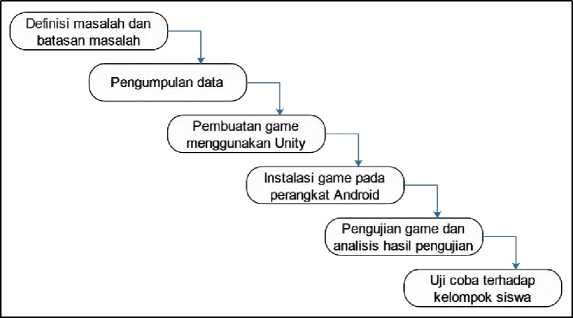 Definisi masalah dan
batasan masalah
Pengumpulan data
Pembuatan game
menggunakan Unity
Instalasi game pada
perangkat Android
Pengujian game dan
analisis hasil pengujian
Uji coba terhadap
kelompok siswa